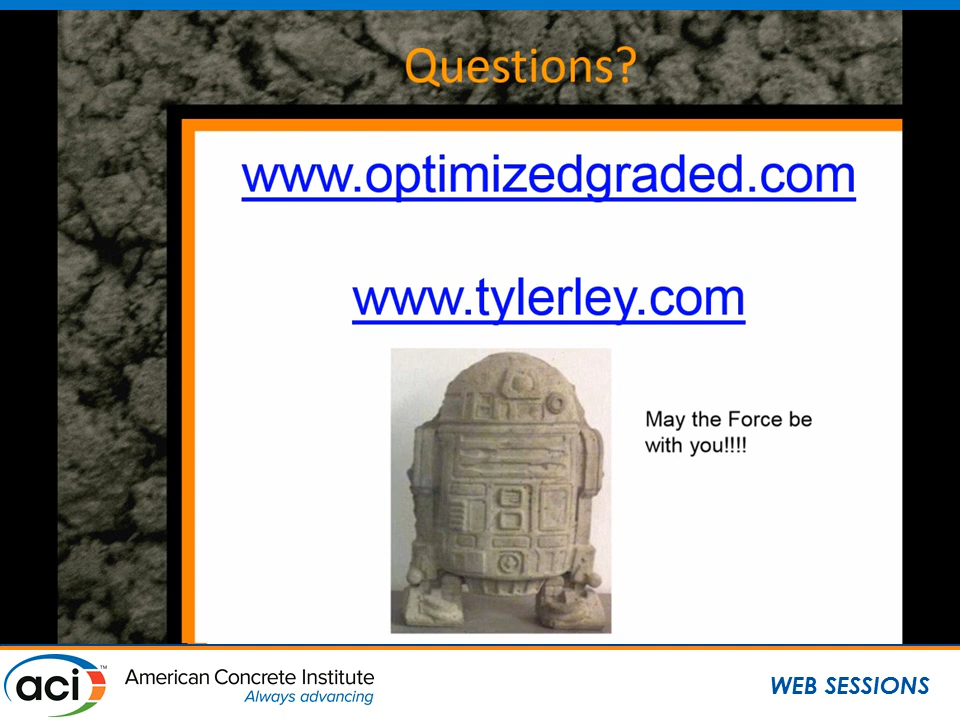 Questions?
www.optimizedgraded.com
www.tylerley.com
May the Force be
with you!!!!
aci™
American Concrete Institute
Always advancing
WEB SESSIONS